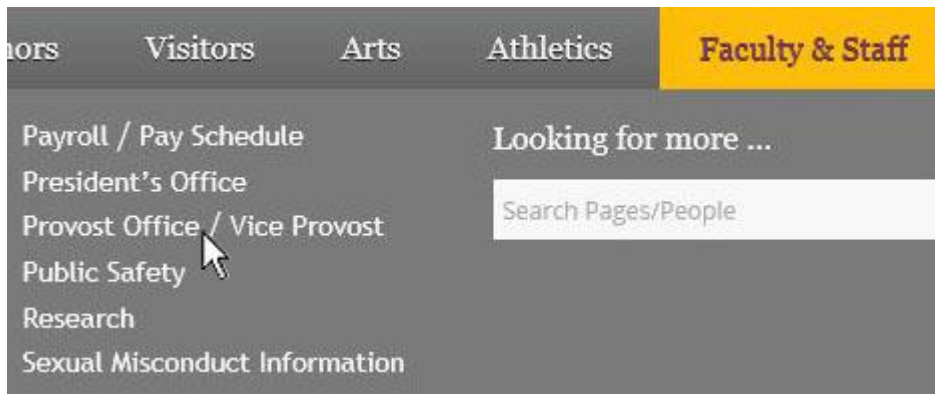 Visitors Arts Athletics Faculty & Staff
Payroll / Pay Schedule
President's Office
Provost Office / Vice Provost
Public Safety
Research
Sexual Misconduct Information
Looking for more ...
Search Pages/People